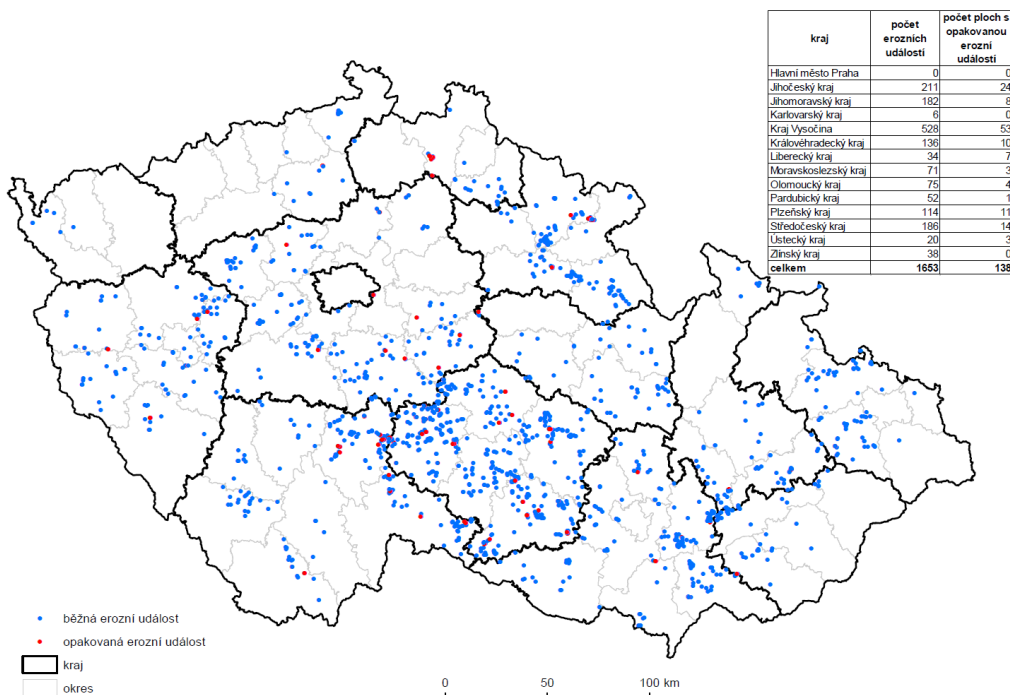 kraj
počet
erozních
událostí
počet ploch s
opakovanou
erozní
událostí
Hlavní město Praha 0 0
Jihočeský kraj 211 24
Jihomoravský kraj 182 8
Karlovarský kraj 6 0
Kraj Vysočina 528 53
Královéhradecký kraj 136 10
Liberecký kraj 34 7
Moravskoslezský kraj 71 3
Olomoucký kraj 75 4
Pardubický kraj 52 1
Plzeňský kraj 114 11
Středočeský kraj 186 14
Ústecký kraj 20 3
Zlínský kraj 38 0
celkem 1653 138
běžná erozní událost
opakovaná erozní událost
kraj
okres
0 50 100 km